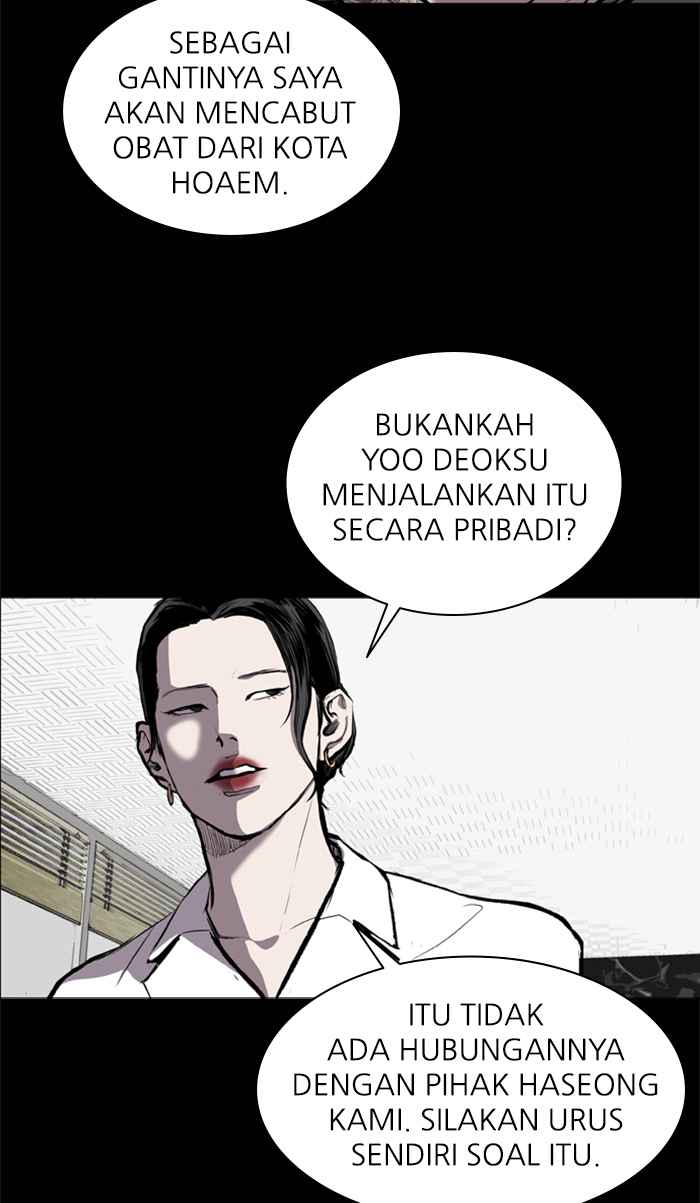 SEBAGAI
GANTINYA SAYA
AKAN MENCABUT
OBAT DARI KOTA
HOAEM.
BUKANKAH
YOO DEOKSU
MENJALANKAN ITU
SECARA PRIBADI?
ITU TIDAK
ADA HUBUNGANNYA
DENGAN PIHAK HASEONG
KAMI. SILAKAN URUS
SENDIRI SOAL ITU.